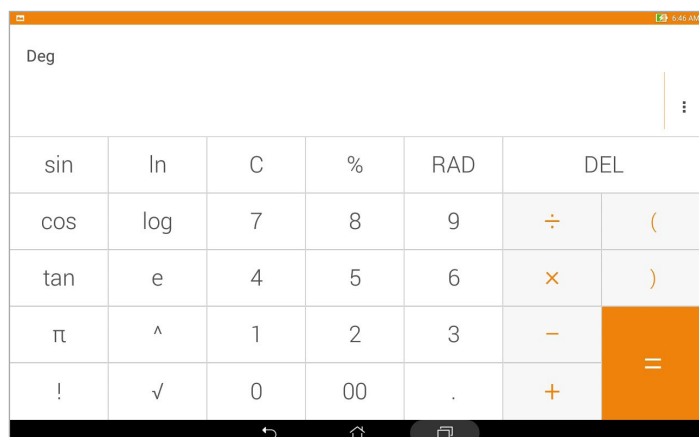 6:46 AM
Deg
sin ln C % RAD DEL
cos log 7 8 9 ÷ (
tan e 4 5 6 × )
π ^ 1 2 3 −
! √ 0 00 . + =